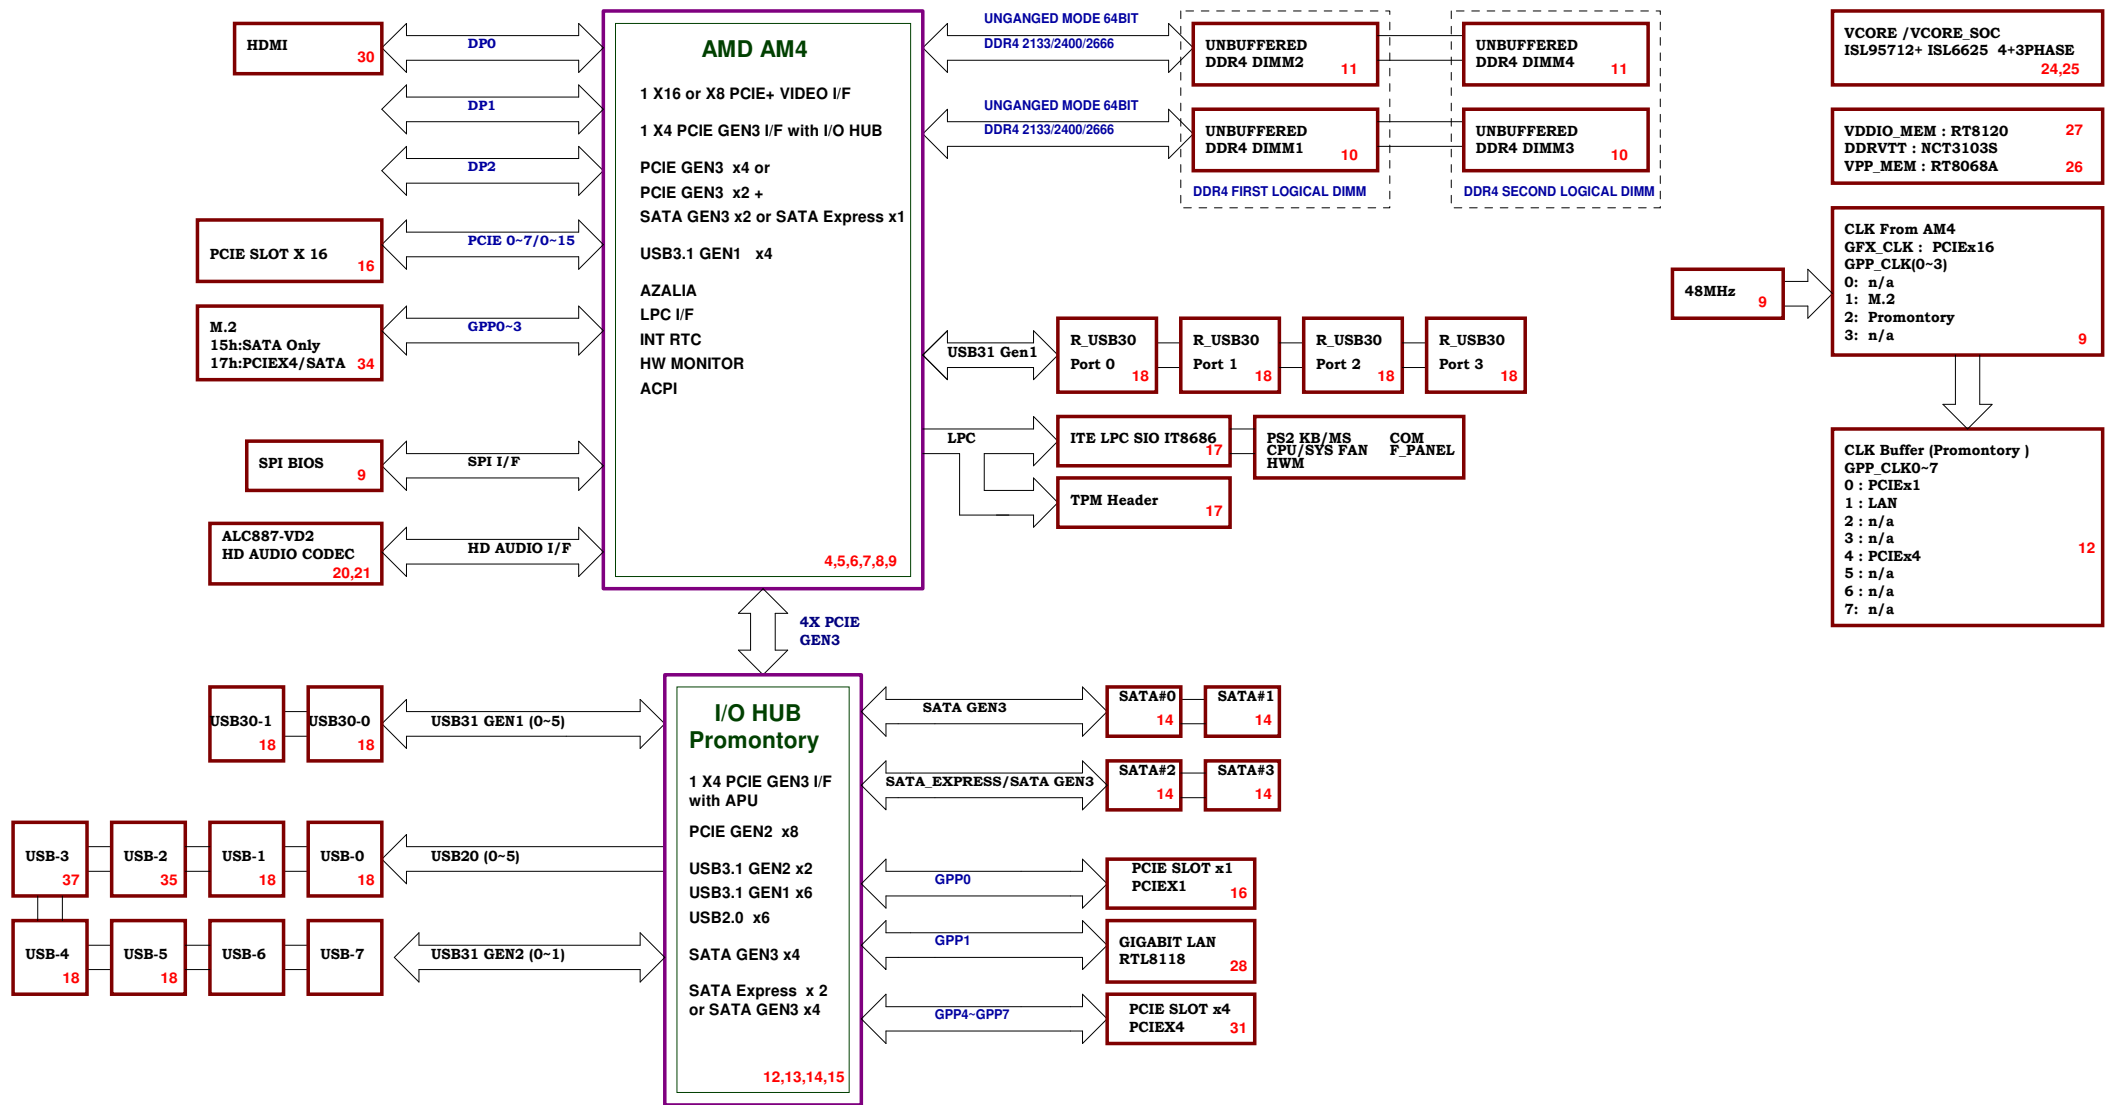 HDMI
30
DP0
DP1
DP2
PCIE SLOT X 16
16
PCIE 0~7/0~15
M.2
15h:SATA Only
17h:PCIEX4/SATA 34
GPP0~3
SPI BIOS
9
SPI I/F
ALC887-VD2
HD AUDIO CODEC
20,21
HD AUDIO I/F
AMD AM4
1 X16 or X8 PCIE+ VIDEO I/F
1 X4 PCIE GEN3 I/F with I/O HUB
PCIE GEN3 x4 or
PCIE GEN3 x2 +
SATA GEN3 x2 or SATA Express x1
USB3.1 GEN1 x4
AZALIA
LPC I/F
INT RTC
HW MONITOR
ACPI
4,5,6,7,8,9
UNGANGED MODE 64BIT
DDR4 2133/2400/2666
UNBUFFERED
DDR4 DIMM2
11
UNBUFFERED
DDR4 DIMM4
11
UNGANGED MODE 64BIT
DDR4 2133/2400/2666
UNBUFFERED
DDR4 DIMM1
10
UNBUFFERED
DDR4 DIMM3
10
DDR4 FIRST LOGICAL DIMM
DDR4 SECOND LOGICAL DIMM
USB31 Gen1
R_USB30
Port 0
18
R_USB30
Port 1
18
R_USB30
Port 2
18
R_USB30
Port 3
18
LPC
ITE LPC SIO IT8686
17
PS2 KB/MS COM
CPU/SYS FAN F_PANEL
HWM
TPM Header
17
VCORE /VCORE_SOC
ISL95712+ ISL6625 4+3PHASE
24,25
VDDIO_MEM : RT8120 27
DDRVTT : NCT3103S
VPP_MEM : RT8068A 26
48MHz
9
CLK From AM4
GFX_CLK : PCIEx16
GPP_CLK(0~3)
0: n/a
1: M.2
2: Promontory
3: n/a
9
CLK Buffer (Promontory )
GPP_CLK0~7
0 : PCIEx1
1 : LAN
2 : n/a
3 : n/a
4 : PCIEx4
5 : n/a
6 : n/a
7: n/a
12
4X PCIE
GEN3
USB30-1
18
USB30-0
18
USB31 GEN1 (0~5)
USB-3
37
USB-2
35
USB-1
18
USB-0
18
USB20 (0~5)
USB-4
18
USB-5
18
USB-6
USB-7
USB31 GEN2 (0~1)
I/O HUB
Promontory
1 X4 PCIE GEN3 I/F
with APU
PCIE GEN2 x8
USB3.1 GEN2 x2
USB3.1 GEN1 x6
USB2.0 x6
SATA GEN3 x4
SATA Express x 2
or SATA GEN3 x4
12,13,14,15
SATA GEN3
SATA#0
14
SATA#1
14
SATA_EXPRESS/SATA GEN3
SATA#2
14
SATA#3
14
GPP0
PCIE SLOT x1
PCIEX1
16
GPP1
GIGABIT LAN
RTL8118
28
GPP4~GPP7
PCIE SLOT x4
PCIEX4
31